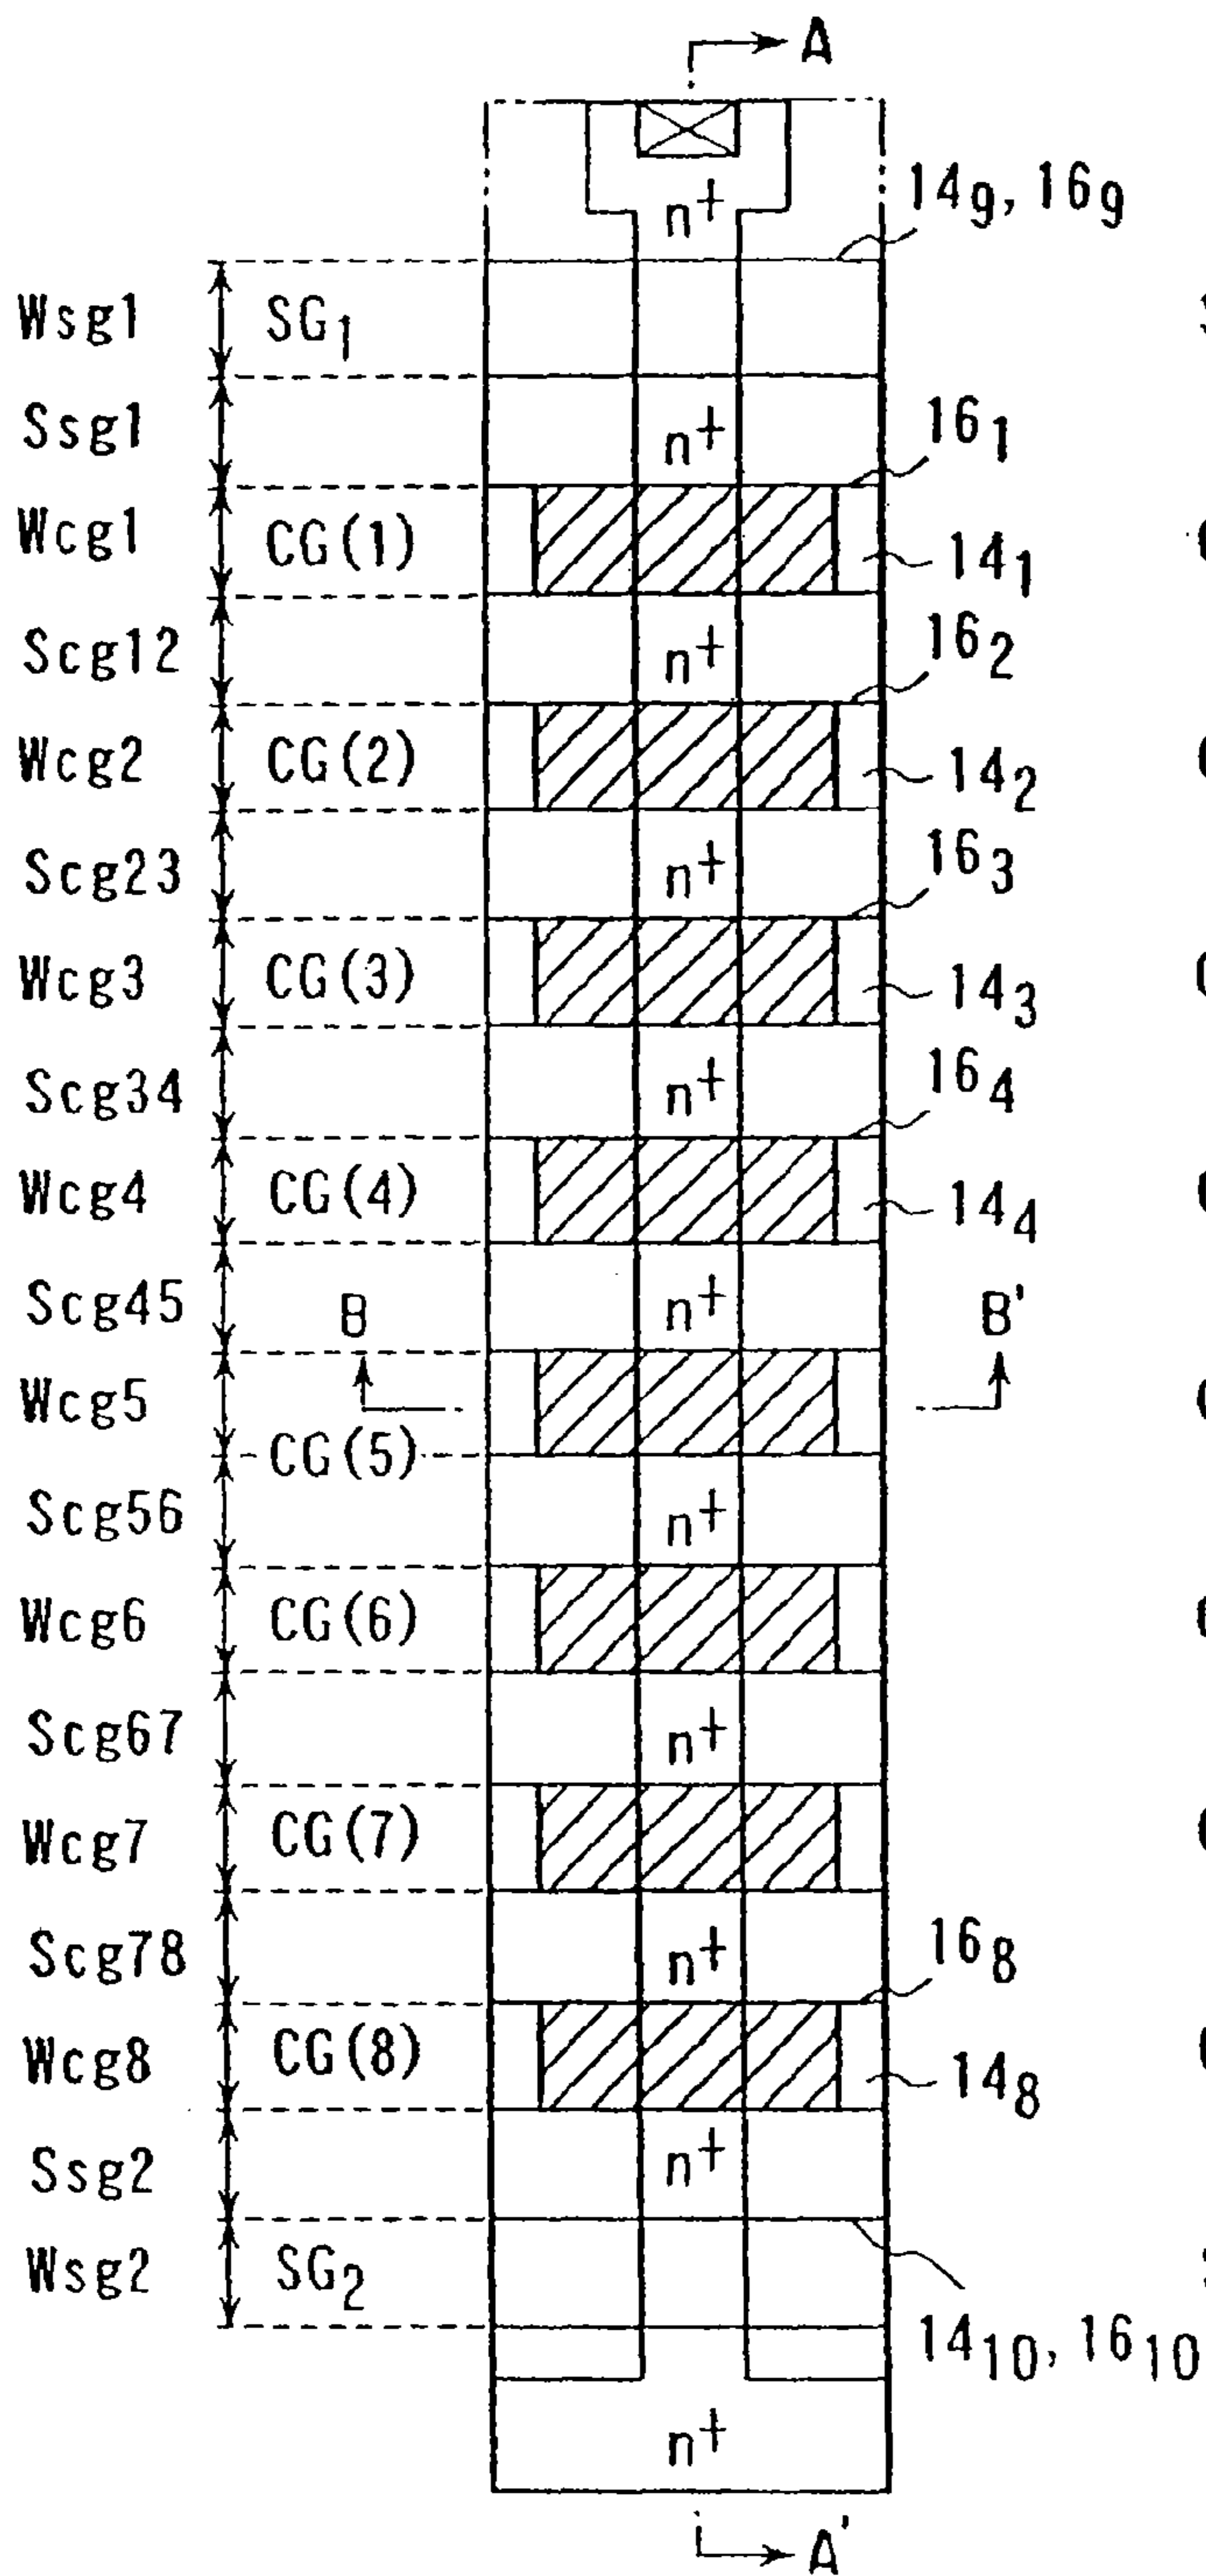 A
n+
14₉, 16₉
Wsg1 SG₁
Ssg1 n+ 16₁
Wcg1 CG(1) 14₁
Scg12 n+ 16₂
Wcg2 CG(2) 14₂
Scg23 n+ 16₃
Wcg3 CG(3) 14₃
Scg34 n+ 16₄
Wcg4 CG(4) 14₄
Scg45 B n+ B'
Wcg5 CG(5)
Scg56 n+
Wcg6 CG(6)
Scg67 n+
Wcg7 CG(7)
Scg78 n+ 16₈
Wcg8 CG(8) 14₈
Ssg2 n+
Wsg2 SG₂
14₁₀, 16₁₀
n+
A'